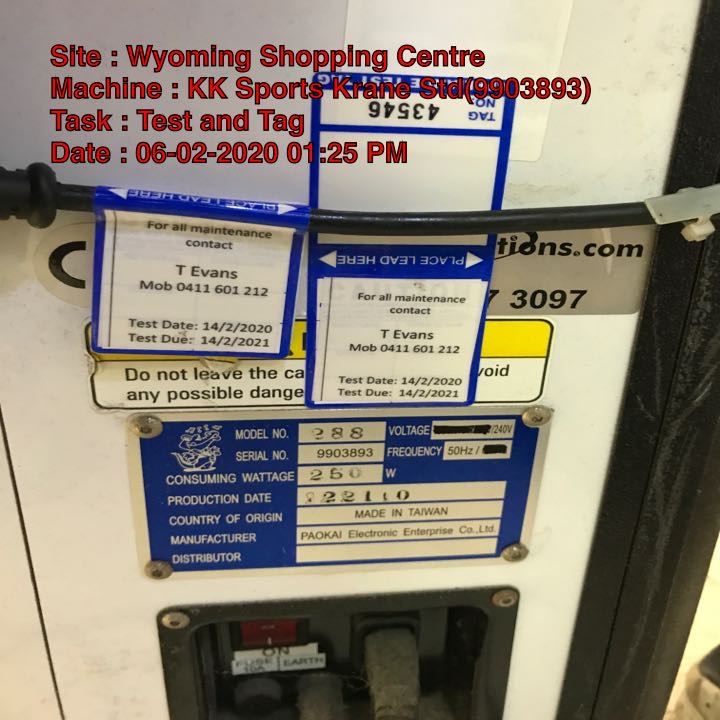 Site : Wyoming Shopping Centre
Machine : KK Sports Krane Std(9903893)
Task : Test and Tag
Date : 06-02-2020 01:25 PM
TEST TAG
TAG NO. 43546
PLACE LEAD HERE
For all maintenance
contact
T Evans
Mob 0411 601 212
Test Date: 14/2/2020
Test Due: 14/2/2021
PLACE LEAD HERE
For all maintenance
contact
T Evans
Mob 0411 601 212
Test Date: 14/2/2020
Test Due: 14/2/2021
tions.com
7 3097
Do not leave the ca
void
any possible dange
MODEL NO. 288 VOLTAGE /240V
SERIAL NO. 9903893 FREQUENCY 50Hz /
CONSUMING WATTAGE 250 W
PRODUCTION DATE
COUNTRY OF ORIGIN MADE IN TAIWAN
MANUFACTURER PAOKAI Electronic Enterprise Co.,Ltd.
DISTRIBUTOR
ON
FUSE EARTH
10A